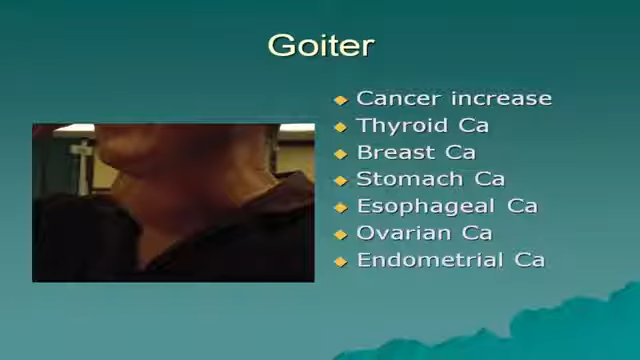 Goiter
Cancer increase
Thyroid Ca
Breast Ca
Stomach Ca
Esophageal Ca
Ovarian Ca
Endometrial Ca